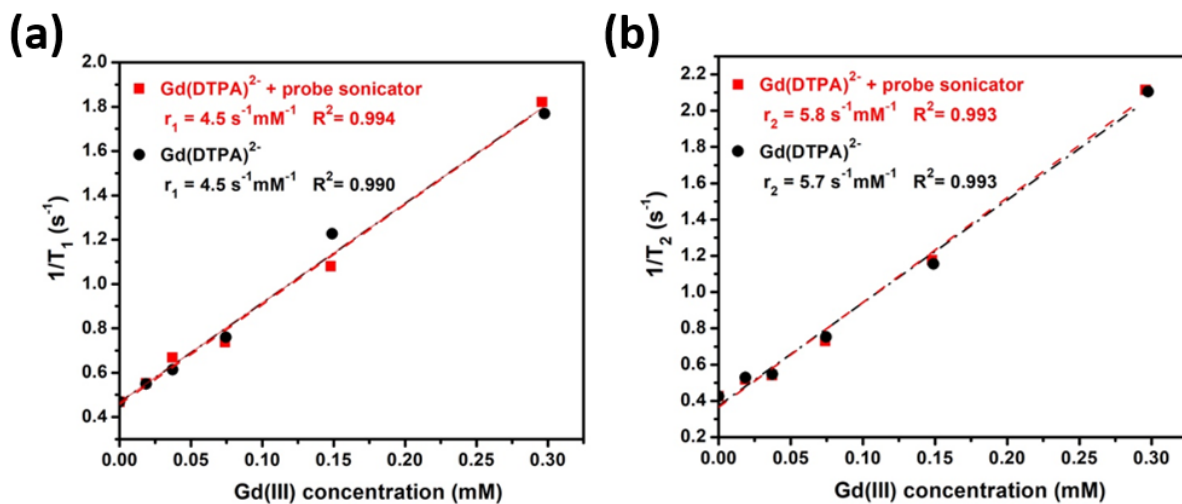 (a)
2.0
1.8
1.6
1.4
1.2
1.0
0.8
0.6
0.4
1/T₁ (s⁻¹)
Gd(DTPA)²⁻ + probe sonicator
r₁ = 4.5 s⁻¹mM⁻¹ R²= 0.994
Gd(DTPA)²⁻
r₁ = 4.5 s⁻¹mM⁻¹ R²= 0.990
0.00 0.05 0.10 0.15 0.20 0.25 0.30
Gd(III) concentration (mM)
(b)
2.2
2.0
1.8
1.6
1.4
1.2
1.0
0.8
0.6
0.4
0.2
1/T₂ (s⁻¹)
Gd(DTPA)²⁻ + probe sonicator
r₂ = 5.8 s⁻¹mM⁻¹ R²= 0.993
Gd(DTPA)²⁻
r₂ = 5.7 s⁻¹mM⁻¹ R²= 0.993
0.00 0.05 0.10 0.15 0.20 0.25 0.30
Gd(III) concentration (mM)